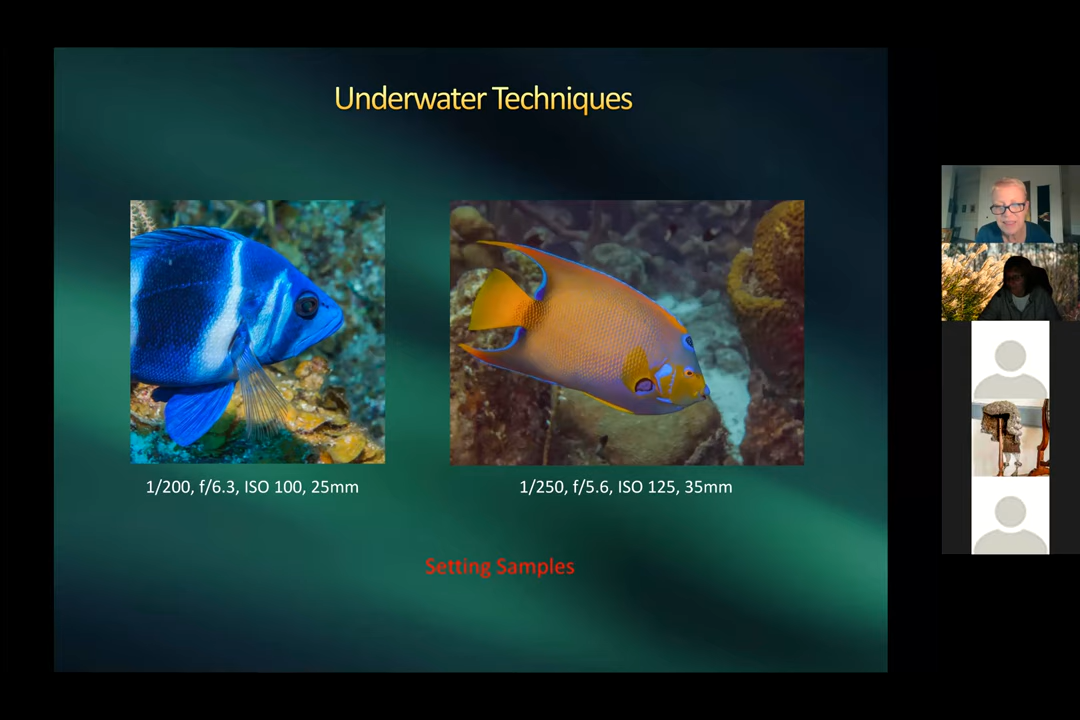 Underwater Techniques
1/200, f/6.3, ISO 100, 25mm
1/250, f/5.6, ISO 125, 35mm
Setting Samples